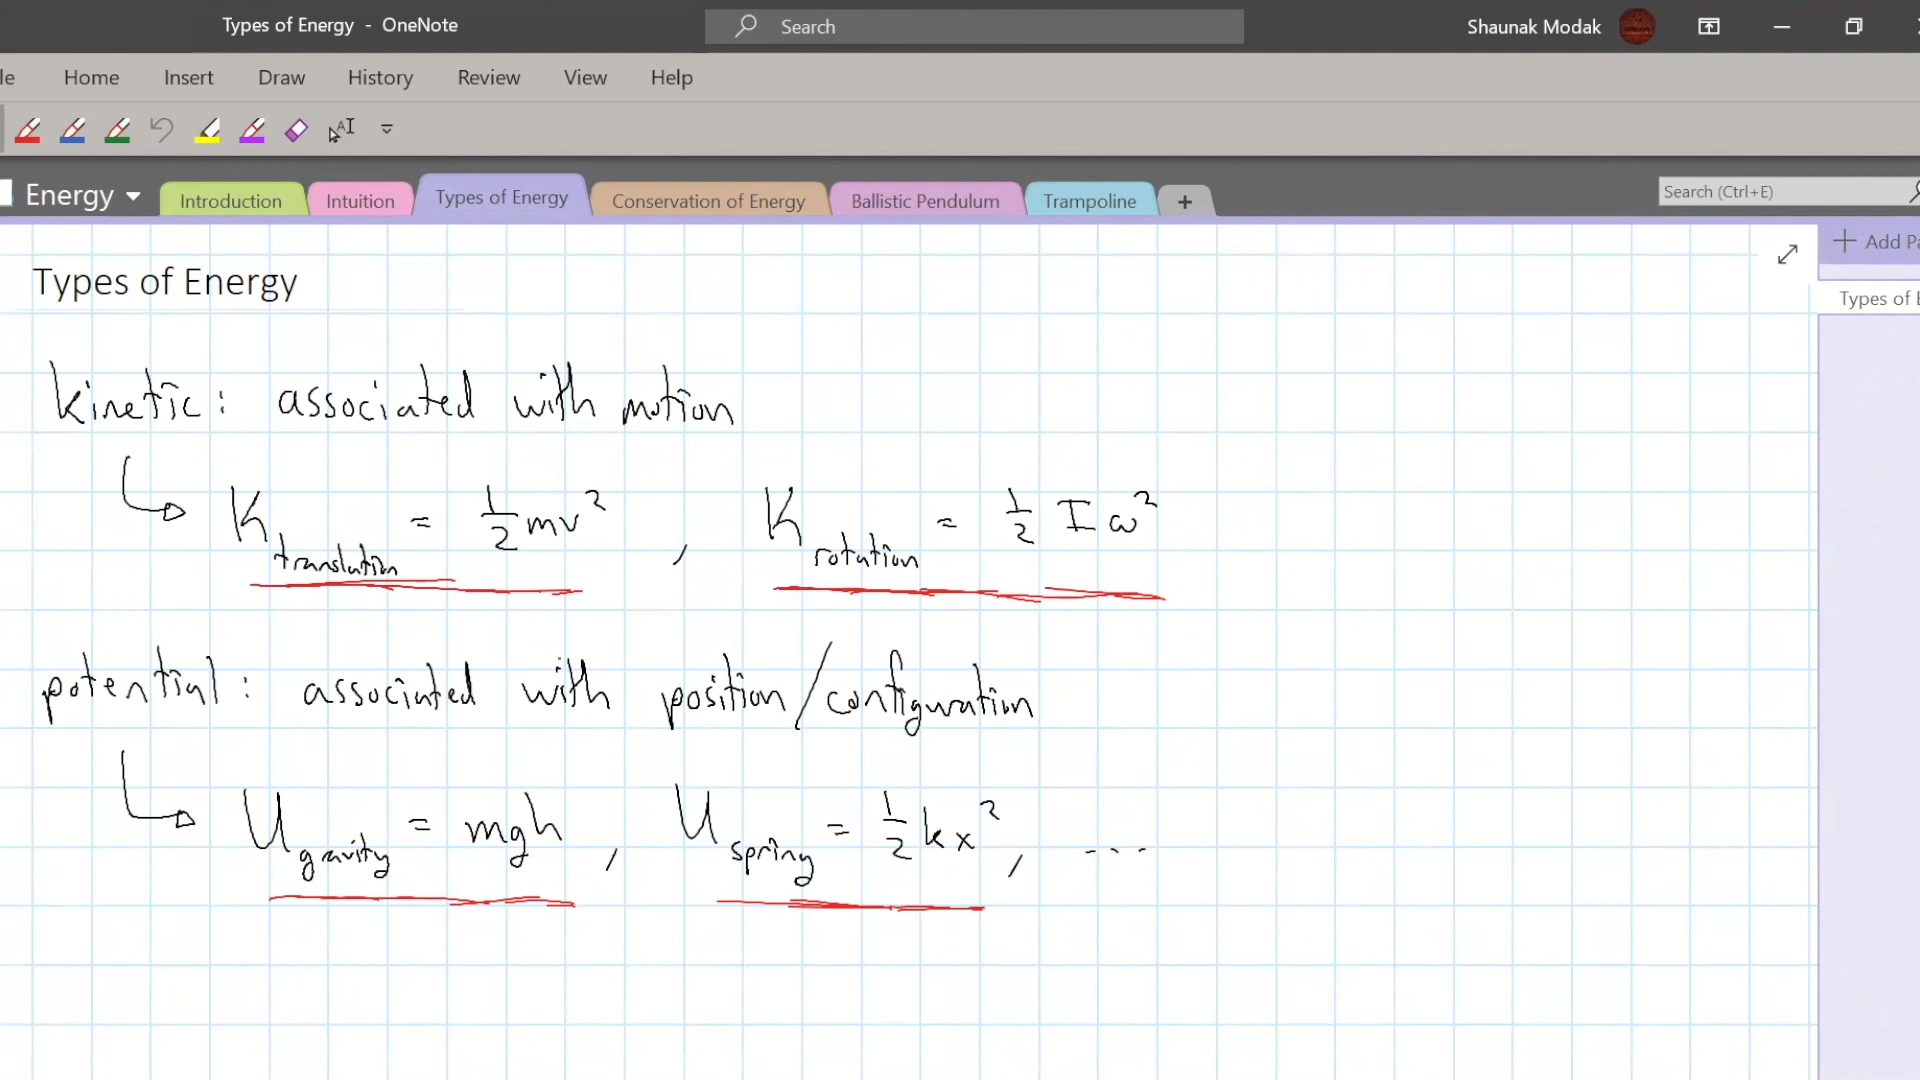 Types of Energy - OneNote
Search
Shaunak Modak
le Home Insert Draw History Review View Help
Energy
Introduction Intuition Types of Energy Conservation of Energy Ballistic Pendulum Trampoline +
Search (Ctrl+E)
Add Pa
Types of E
Types of Energy
kinetic: associated with motion
K translation = 1/2 mv², K rotation = 1/2 I ω²
potential: associated with position/configuration
U gravity = mgh, U spring = 1/2 kx², ...